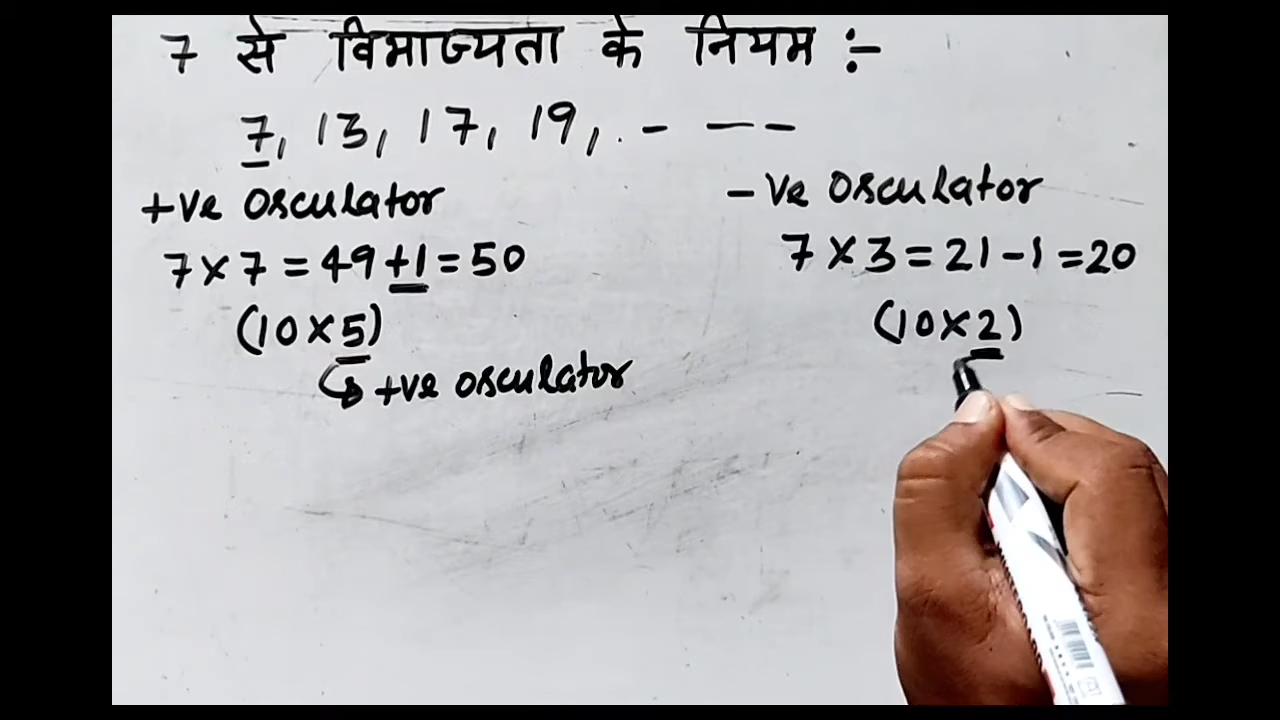 7 से विभाज्यता के नियम :-
7, 13, 17, 19, - - - -
+ve osculator
7 × 7 = 49 +1 = 50
(10 × 5)
↳ +ve osculator
- ve osculator
7 × 3 = 21 - 1 = 20
(10 × 2)